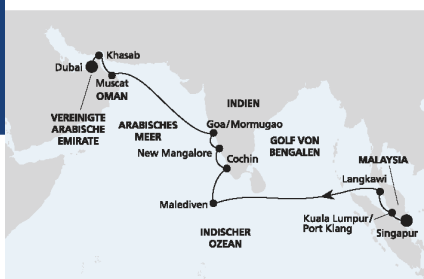 Khasab
Dubai
Muscat
OMAN
INDIEN
VEREINIGTE
ARABISCHE
EMIRATE
ARABISCHES
MEER
Goa/Mormugao
New Mangalore
Cochin
GOLF VON
BENGALEN
MALAYSIA
Langkawi
Malediven
Kuala Lumpur/
Port Klang
Singapur
INDISCHER
OZEAN